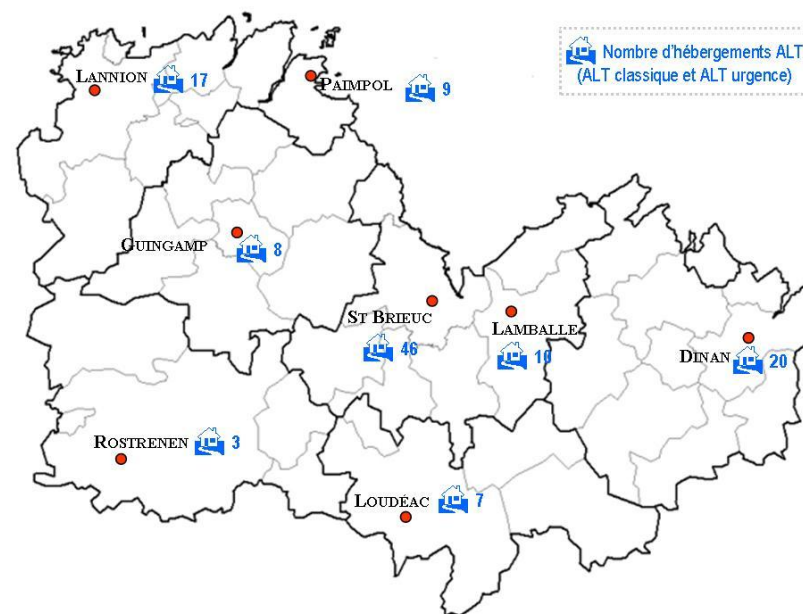 Nombre d'hébergements ALT
(ALT classique et ALT urgence)
LANNION 17
PAIMPOL 9
GUINGAMP 8
ST BRIEUC
46
LAMBALLE
16
DINAN 20
ROSTRENEN 3
LOUDÉAC 7